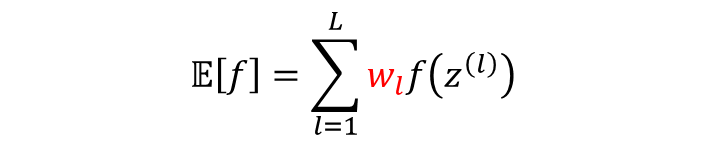 𝔼[f] = ∑_{l=1}^{L} w_l f(z^{(l)})